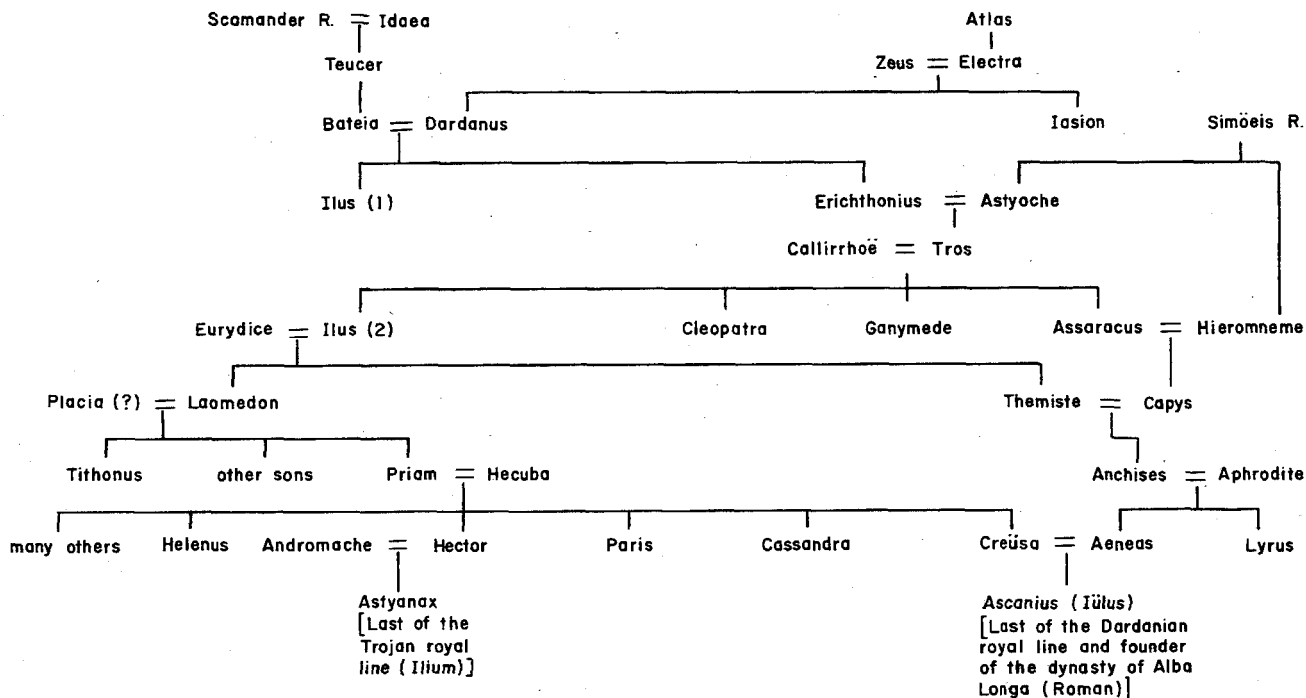 Scamander R. = Idaea Atlas
Teucer Zeus = Electra
Bateia = Dardanus Iasion Simöeis R.
Ilus (1) Erichthonius = Astyoche
Callirrhoë = Tros
Eurydice = Ilus (2) Cleopatra Ganymede Assaracus = Hieromneme
Placia (?) = Laomedon Themiste = Capys
Tithonus other sons Priam = Hecuba Anchises = Aphrodite
many others Helenus Andromache = Hector Paris Cassandra Creüsa = Aeneas Lyrus
Astyanax
[Last of the
Trojan royal
line (Ilium)]
Ascanius (Iülus)
[Last of the Dardanian
royal line and founder
of the dynasty of Alba
Longa (Roman)]